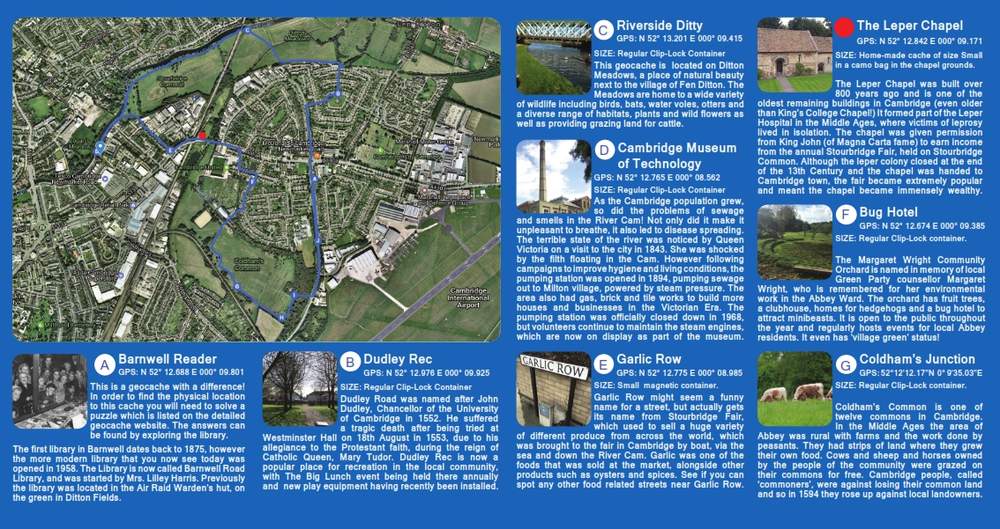 C
Stourbridge
Common
Ditton
Meadows
B
D
E
McDonald's Cambridge
Newmarket Road
Cambridge United
Tesco Cambridge
Newmarket Road
Cambridge Retail Park
A
J
Coldham's
Common
G
I
H
Asda Cambridge
Superstore
Marshall Motor Group
Marshall Aerospace
and Defence Group
Cambridge
International
Airport
A
Barnwell Reader
GPS: N 52° 12.688 E 000° 09.801
This is a geocache with a difference!
In order to find the physical location
to this cache you will need to solve a
puzzle which is listed on the detailed
geocache website. The answers can
be found by exploring the library.
The first library in Barnwell dates back to 1875, however
the more modern library that you now see today was
opened in 1958. The Library is now called Barnwell Road
Library, and was started by Mrs. Lilley Harris. Previously
the library was located in the Air Raid Warden's hut, on
the green in Ditton Fields.
B
Dudley Rec
GPS: N 52° 12.976 E 000° 09.925
SIZE: Regular Clip-Lock Container
Dudley Road was named after John
Dudley, Chancellor of the University
of Cambridge in 1552. He suffered
a tragic death after being tried at
Westminster Hall on 18th August in 1553, due to his
allegiance to the Protestant faith, during the reign of
Catholic Queen, Mary Tudor. Dudley Rec is now a
popular place for recreation in the local community,
with The Big Lunch event being held there annually
and new play equipment having recently been installed.
C
Riverside Ditty
GPS: N 52° 13.201 E 000° 09.415
SIZE: Regular Clip-Lock Container
This geocache is located on Ditton
Meadows, a place of natural beauty
next to the village of Fen Ditton. The
Meadows are home to a wide variety
of wildlife including birds, bats, water voles, otters and
a diverse range of habitats, plants and wild flowers as
well as providing grazing land for cattle.
D
Cambridge Museum
of Technology
GPS: N 52° 12.765 E 000° 08.562
SIZE: Regular Clip-Lock Container
As the Cambridge population grew,
so did the problems of sewage
and smells in the River Cam! Not only did it make it
unpleasant to breathe, it also led to disease spreading.
The terrible state of the river was noticed by Queen
Victoria on a visit to the city in 1843. She was shocked
by the filth floating in the Cam. However following
campaigns to improve hygiene and living conditions, the
pumping station was opened in 1894, pumping sewage
out to Milton village, powered by steam pressure. The
area also had gas, brick and tile works to build more
houses and businesses in the Victorian Era. The
pumping station was officially closed down in 1968,
but volunteers continue to maintain the steam engines,
which are now on display as part of the museum.
GARLIC ROW
E
Garlic Row
GPS: N 52° 12.775 E 000° 08.985
SIZE: Small magnetic container.
Garlic Row might seem a funny
name for a street, but actually gets
its name from Stourbridge Fair,
which used to sell a huge variety
of different produce from across the world, which
was brought to the fair in Cambridge by boat, via the
sea and down the River Cam. Garlic was one of the
foods that was sold at the market, alongside other
products such as oysters and spices. See if you can
spot any other food related streets near Garlic Row.
The Leper Chapel
GPS: N 52° 12.842 E 000° 09.171
SIZE: Home-made cache of size Small
in a camo bag in the chapel grounds.
The Leper Chapel was built over
800 years ago and is one of the
oldest remaining buildings in Cambridge (even older
than King's College Chapel!) It formed part of the Leper
Hospital in the Middle Ages, where victims of leprosy
lived in isolation. The chapel was given permission
from King John (of Magna Carta fame) to earn income
from the annual Stourbridge Fair, held on Stourbridge
Common. Although the leper colony closed at the end
of the 13th Century and the chapel was handed to
Cambridge town, the fair became extremely popular
and meant the chapel became immensely wealthy.
F
Bug Hotel
GPS: N 52° 12.674 E 000° 09.385
SIZE: Regular Clip-Lock container.
The Margaret Wright Community
Orchard is named in memory of local
Green Party counsellor Margaret
Wright, who is remembered for her environmental
work in the Abbey Ward. The orchard has fruit trees,
a clubhouse, homes for hedgehogs and a bug hotel to
attract minibeasts. It is open to the public throughout
the year and regularly hosts events for local Abbey
residents. It even has 'village green' status!
G
Coldham's Junction
GPS:52°12'12.17"N 0° 9'35.03"E
SIZE: Regular Clip-Lock container.
Coldham's Common is one of
twelve commons in Cambridge.
In the Middle Ages the area of
Abbey was rural with farms and the work done by
peasants. They had strips of land where they grew
their own food. Cows and sheep and horses owned
by the people of the community were grazed on
their commons for free. Cambridge people, called
'commoners', were against losing their common land
and so in 1594 they rose up against local landowners.